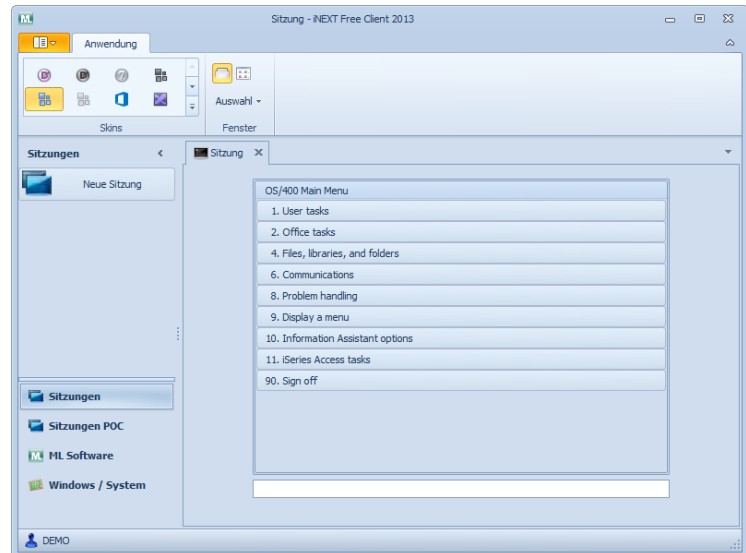 Sitzung - iNEXT Free Client 2013
Anwendung
Skins
Auswahl
Fenster
Sitzungen
Neue Sitzung
Sitzung
OS/400 Main Menu
1. User tasks
2. Office tasks
4. Files, libraries, and folders
6. Communications
8. Problem handling
9. Display a menu
10. Information Assistant options
11. iSeries Access tasks
90. Sign off
Sitzungen
Sitzungen POC
ML Software
Windows / System
DEMO